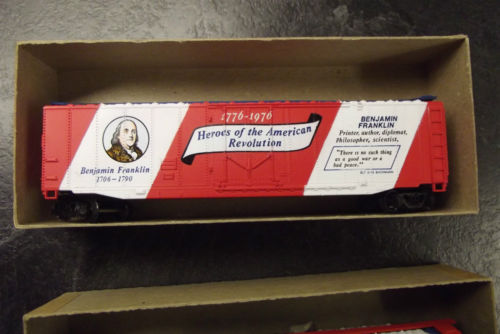 1776-1976
Heroes of the American
Revolution
Benjamin Franklin
1706-1790
BENJAMIN
FRANKLIN
Printer, author, diplomat,
Philosopher, scientist.
"There is no such thing
as a good war or a
bad peace."